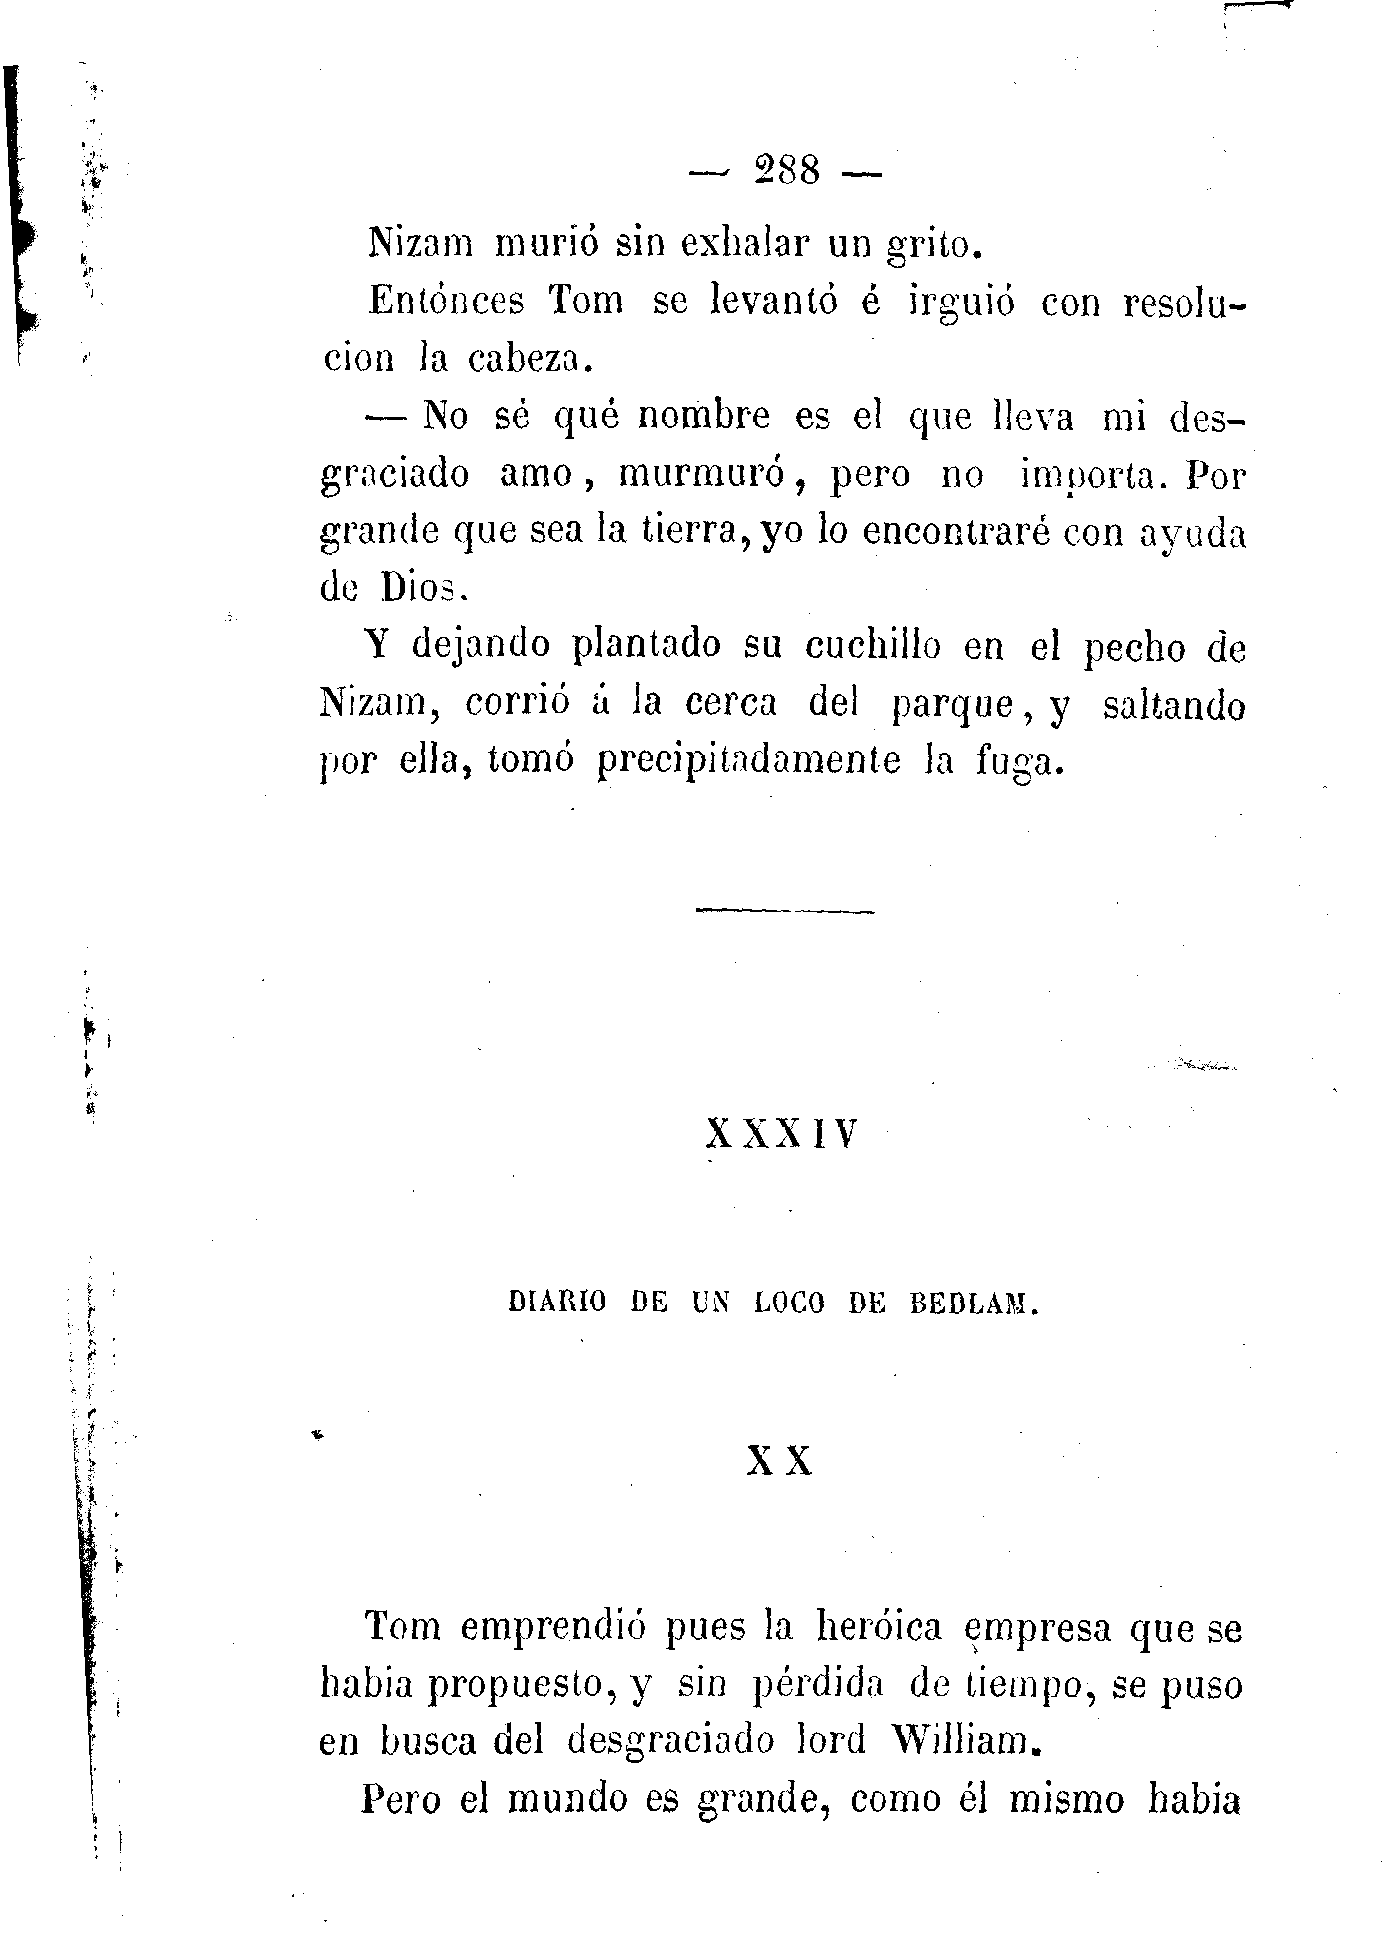 — 288 —
Nizam murió sin exhalar un grito.
Entónces Tom se levantó é irguió con resolu-
cion la cabeza.
— No sé qué nombre es el que lleva mi des-
graciado amo, murmuró, pero no importa. Por
grande que sea la tierra, yo lo encontraré con ayuda
de Dios.
Y dejando plantado su cuchillo en el pecho de
Nizam, corrió á la cerca del parque, y saltando
por ella, tomó precipitadamente la fuga.
XXXIV
DIARIO DE UN LOCO DE BEDLAM.
XX
Tom emprendió pues la heróica empresa que se
habia propuesto, y sin pérdida de tiempo, se puso
en busca del desgraciado lord William.
Pero el mundo es grande, como él mismo habia